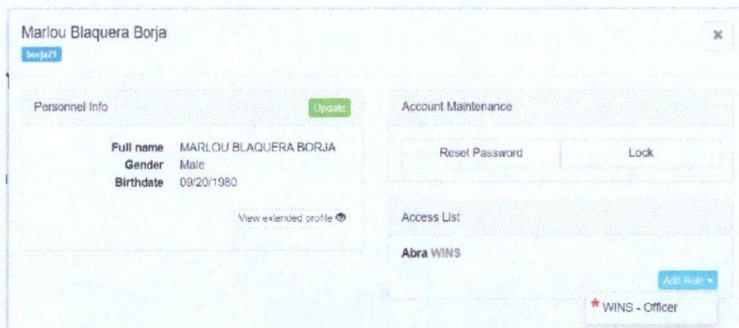 Marlou Blaquera Borja
borja21
Personnel Info
Update
Full name MARLOU BLAQUERA BORJA
Gender Male
Birthdate 09/20/1980
View extended profile
Account Maintenance
Reset Password Lock
Access List
Abra WINS
Add Role
* WINS - Officer